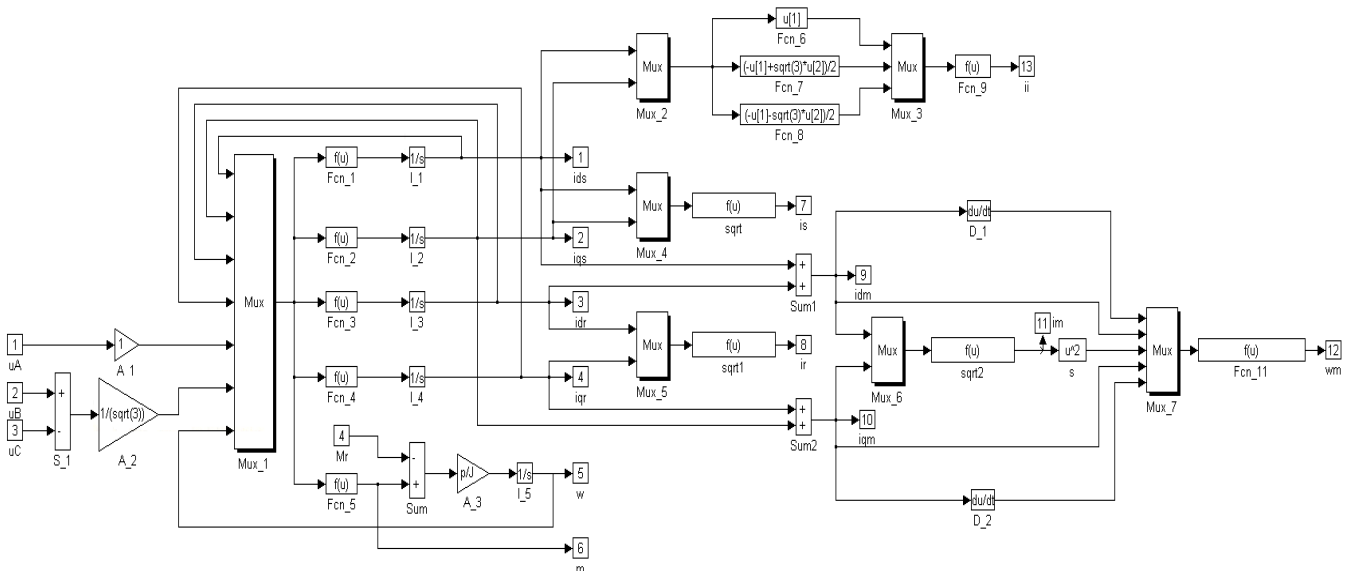 u[1]
Fcn_6
Mux
Mux_2
(-u[1]+sqrt(3)*u[2])/2
Fcn_7
(-u[1]-sqrt(3)*u[2])/2
Fcn_8
Mux
Mux_3
f(u)
Fcn_9
13
ii
f(u)
Fcn_1
1/s
I_1
1
ids
Mux
Mux_4
f(u)
sqrt
7
is
f(u)
Fcn_2
1/s
I_2
2
iqs
+
+
Sum1
9
idm
du/dt
D_1
Mux
Mux_1
f(u)
Fcn_3
1/s
I_3
3
idr
Mux
Mux_5
f(u)
sqrt1
8
ir
Mux
Mux_6
f(u)
sqrt2
11
im
u^2
s
Mux
Mux_7
f(u)
Fcn_11
12
wm
1
uA
1
A_1
2
uB
3
uC
+
-
S_1
1/(sqrt(3))
A_2
f(u)
Fcn_4
1/s
I_4
4
iqr
+
+
Sum2
10
iqm
4
Mr
f(u)
Fcn_5
-
+
Sum
p/J
A_3
1/s
I_5
5
w
du/dt
D_2
6
m